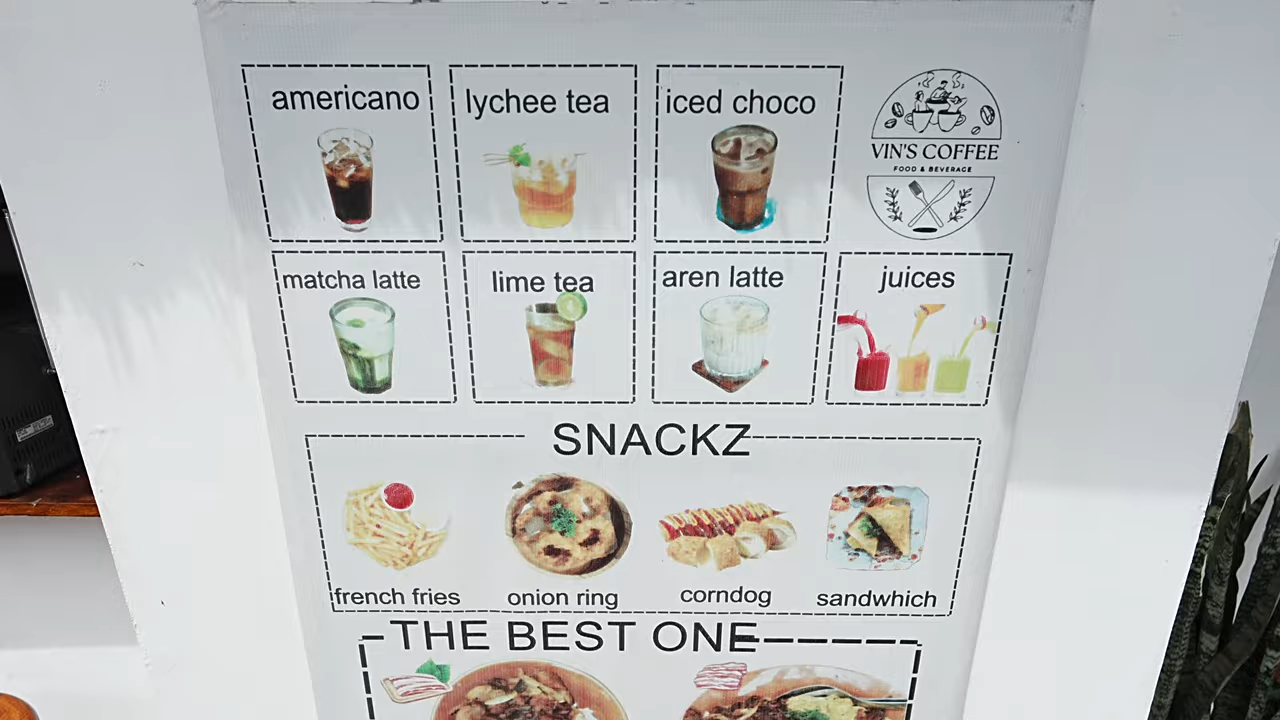 americano
lychee tea
iced choco
VIN'S COFFEE
FOOD & BEVERAGE
matcha latte
lime tea
aren latte
juices
SNACKZ
french fries
onion ring
corndog
sandwhich
THE BEST ONE